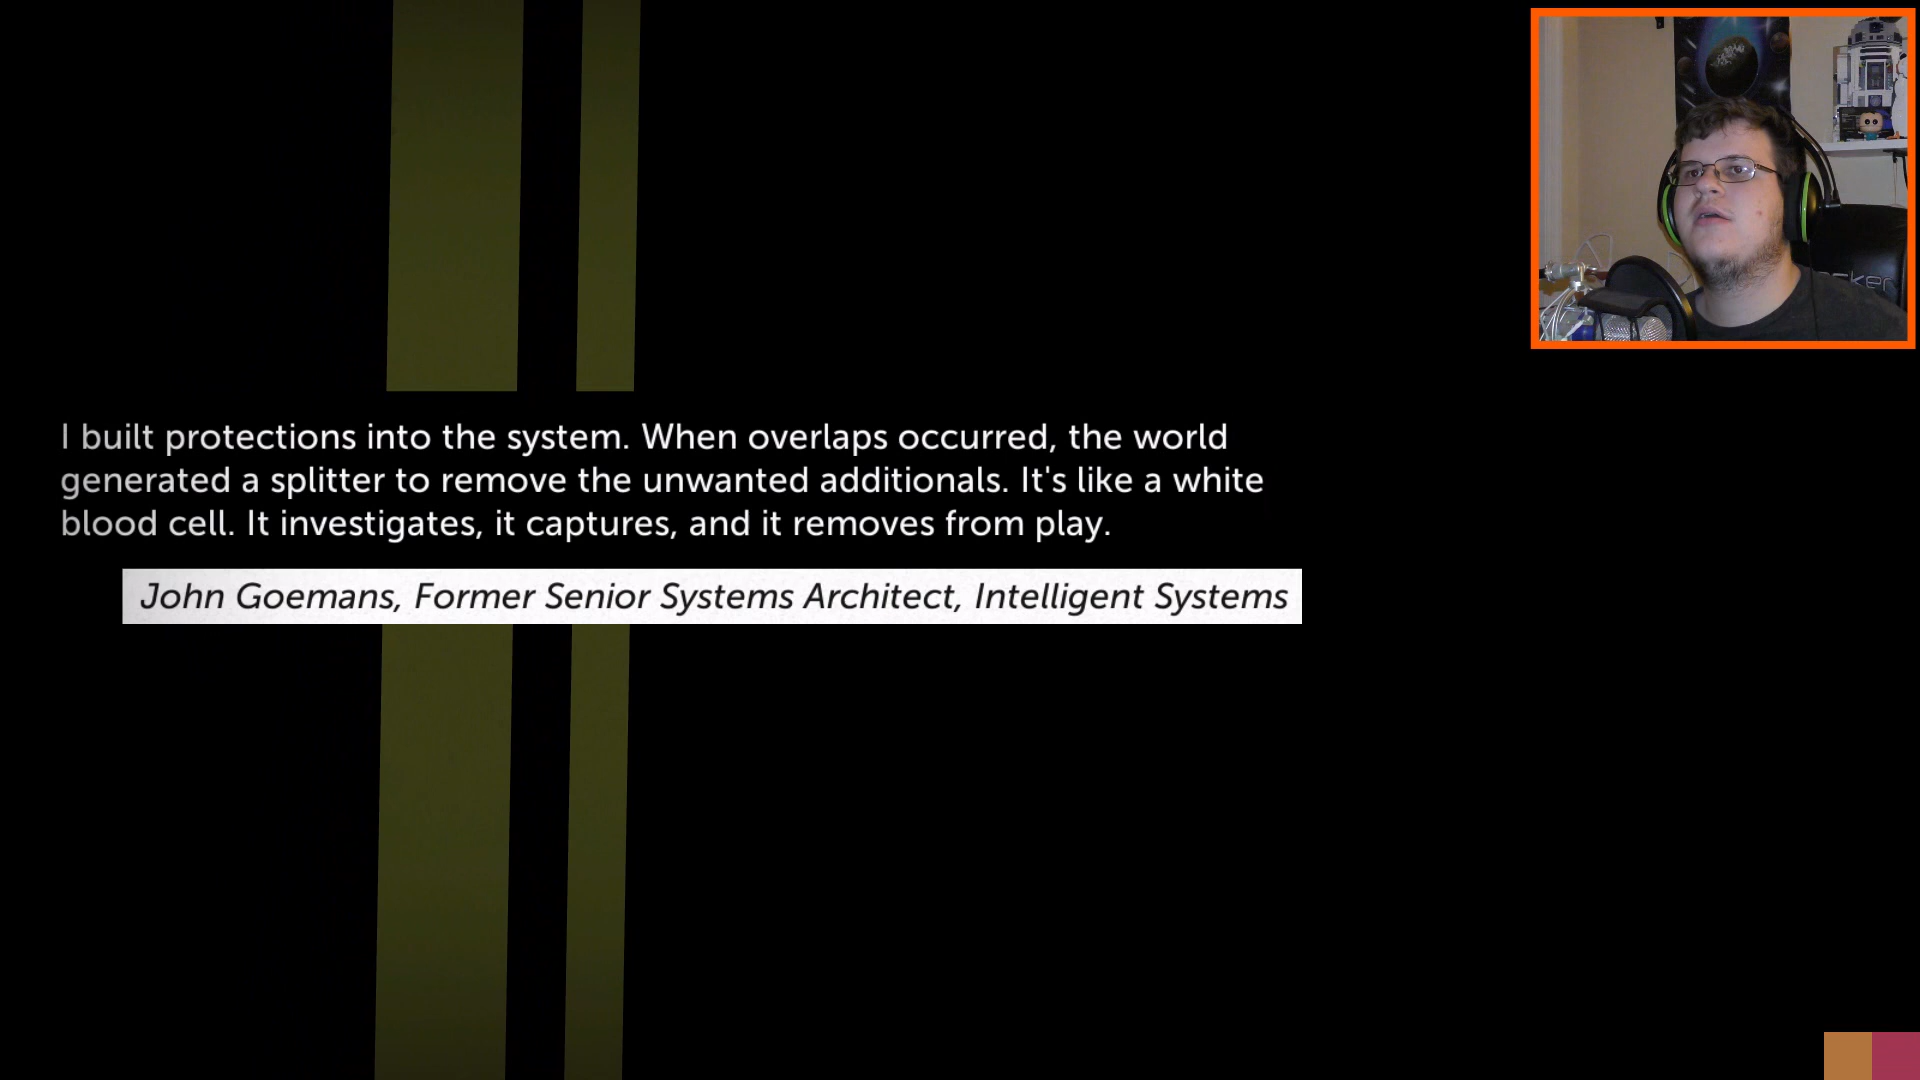 I built protections into the system. When overlaps occurred, the world
generated a splitter to remove the unwanted additionals. It's like a white
blood cell. It investigates, it captures, and it removes from play.
John Goemans, Former Senior Systems Architect, Intelligent Systems